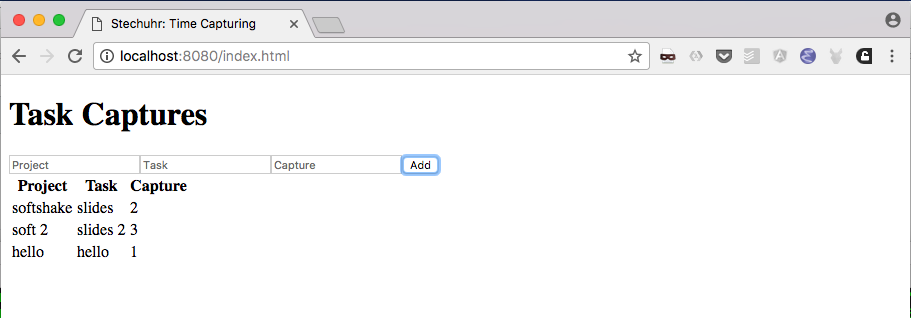 Stechuhr: Time Capturing
localhost:8080/index.html
Task Captures
Project Task Capture Add
Project Task Capture
softshake slides 2
soft 2 slides 2 3
hello hello 1